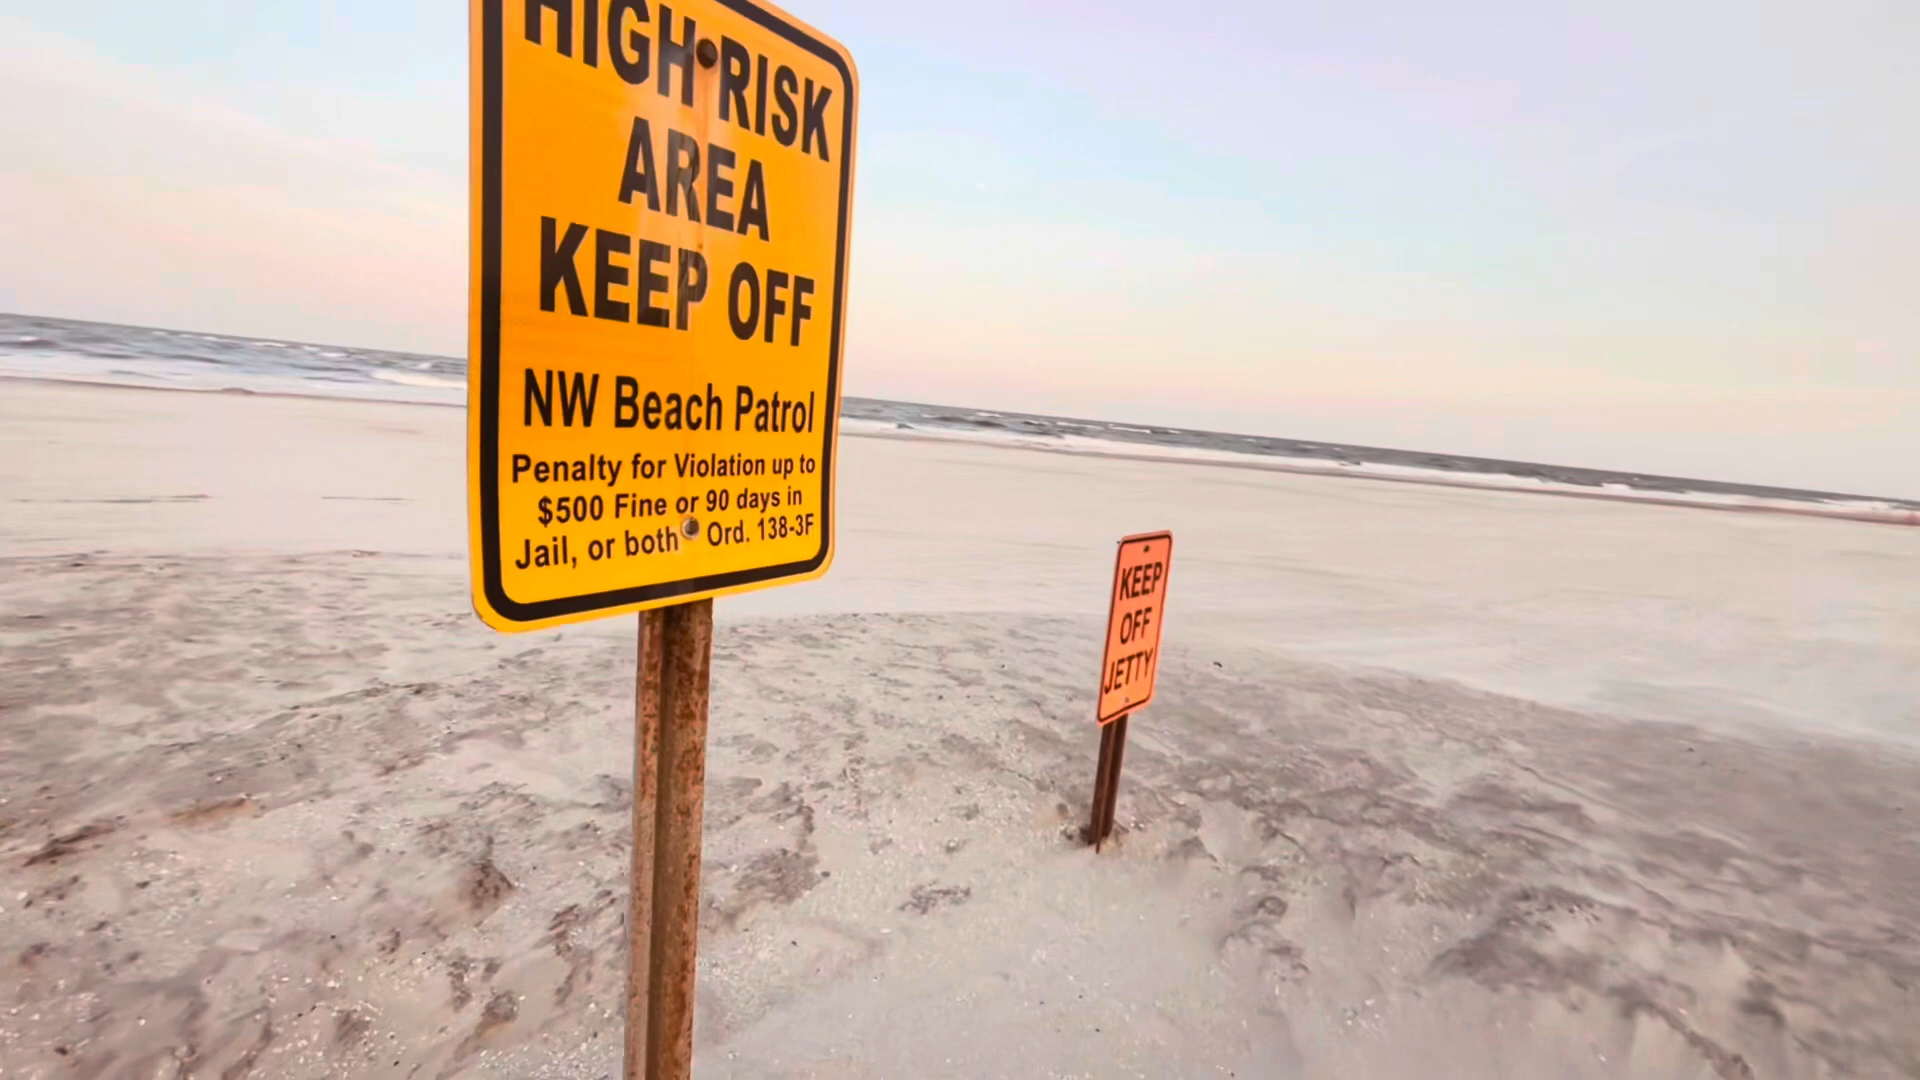 HIGH RISK
AREA
KEEP OFF
NW Beach Patrol
Penalty for Violation up to
$500 Fine or 90 days in
Jail, or both Ord. 138-3F
KEEP
OFF
JETTY